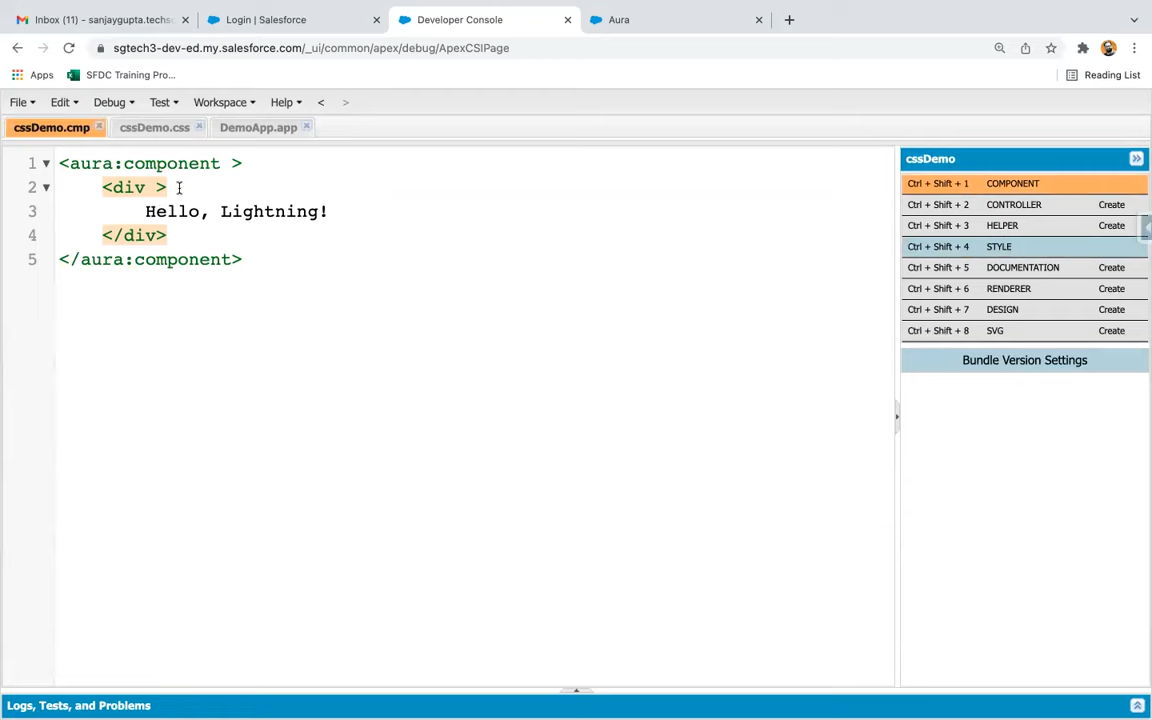 Inbox (11) – sanjaygupta.techsc
Login | Salesforce
Developer Console
Aura
sgtech3-dev-ed.my.salesforce.com/_ui/common/apex/debug/ApexCSIPage
Apps
SFDC Training Pro...
Reading List
File
Edit
Debug
Test
Workspace
Help
<
>
cssDemo.cmp
cssDemo.css
DemoApp.app
1 <aura:component >
2 <div >
3 Hello, Lightning!
4 </div>
5 </aura:component>
cssDemo
Ctrl + Shift + 1 COMPONENT
Ctrl + Shift + 2 CONTROLLER Create
Ctrl + Shift + 3 HELPER Create
Ctrl + Shift + 4 STYLE
Ctrl + Shift + 5 DOCUMENTATION Create
Ctrl + Shift + 6 RENDERER Create
Ctrl + Shift + 7 DESIGN Create
Ctrl + Shift + 8 SVG Create
Bundle Version Settings
Logs, Tests, and Problems